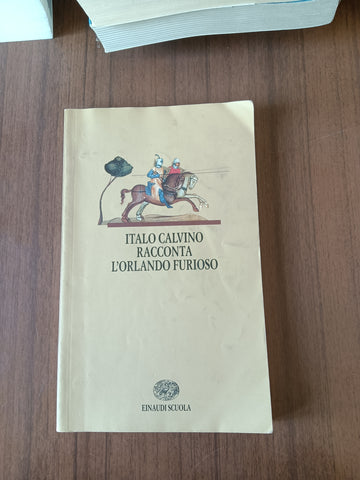 ITALO CALVINO
RACCONTA
L'ORLANDO FURIOSO
EINAUDI SCUOLA